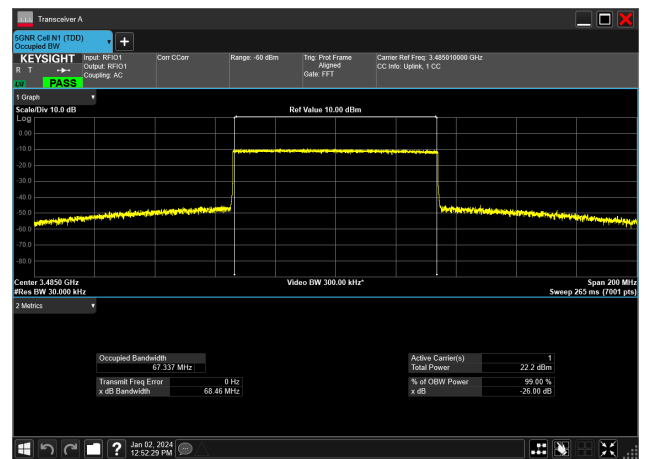 Transceiver A
5GNR Cell N1 (TDD)
Occupied BW
KEYSIGHT
R T
PASS
Input: RFIO1
Output: RFIO1
Coupling: AC
Corr CCorr
Range: -60 dBm
Trig: Prot Frame
Aligned
Gate: FFT
Carrier Ref Freq: 3.485010000 GHz
CC Info: Uplink, 1 CC
1 Graph
Scale/Div 10.0 dB
Ref Value 10.00 dBm
Log
0.00
-10.0
-20.0
-30.0
-40.0
-50.0
-60.0
-70.0
-80.0
Center 3.4850 GHz
Video BW 300.00 kHz*
Span 200 MHz
#Res BW 30.000 kHz
Sweep 265 ms (7001 pts)
2 Metrics
Occupied Bandwidth
67.337 MHz
Active Carrier(s) 1
Total Power 22.2 dBm
Transmit Freq Error 0 Hz
x dB Bandwidth 68.46 MHz
% of OBW Power 99.00 %
x dB -26.00 dB
?
Jan 02, 2024
12:52:29 PM